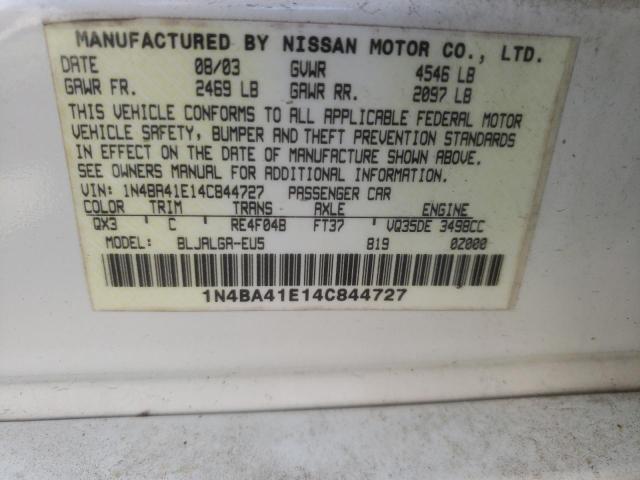 MANUFACTURED BY NISSAN MOTOR CO., LTD.
DATE 08/03 GVWR 4546 LB
GAWR FR. 2469 LB GAWR RR. 2097 LB
THIS VEHICLE CONFORMS TO ALL APPLICABLE FEDERAL MOTOR
VEHICLE SAFETY, BUMPER AND THEFT PREVENTION STANDARDS
IN EFFECT ON THE DATE OF MANUFACTURE SHOWN ABOVE.
SEE OWNERS MANUAL FOR ADDITIONAL INFORMATION
VIN: 1N4BA41E14C844727 PASSENGER CAR
COLOR TRIM TRANS AXLE ENGINE
QX3 C RE4F04B FT37 VQ35DE 3498CC
MODEL: BLJALGA-EU5 819 0Z000
1N4BA41E14C844727